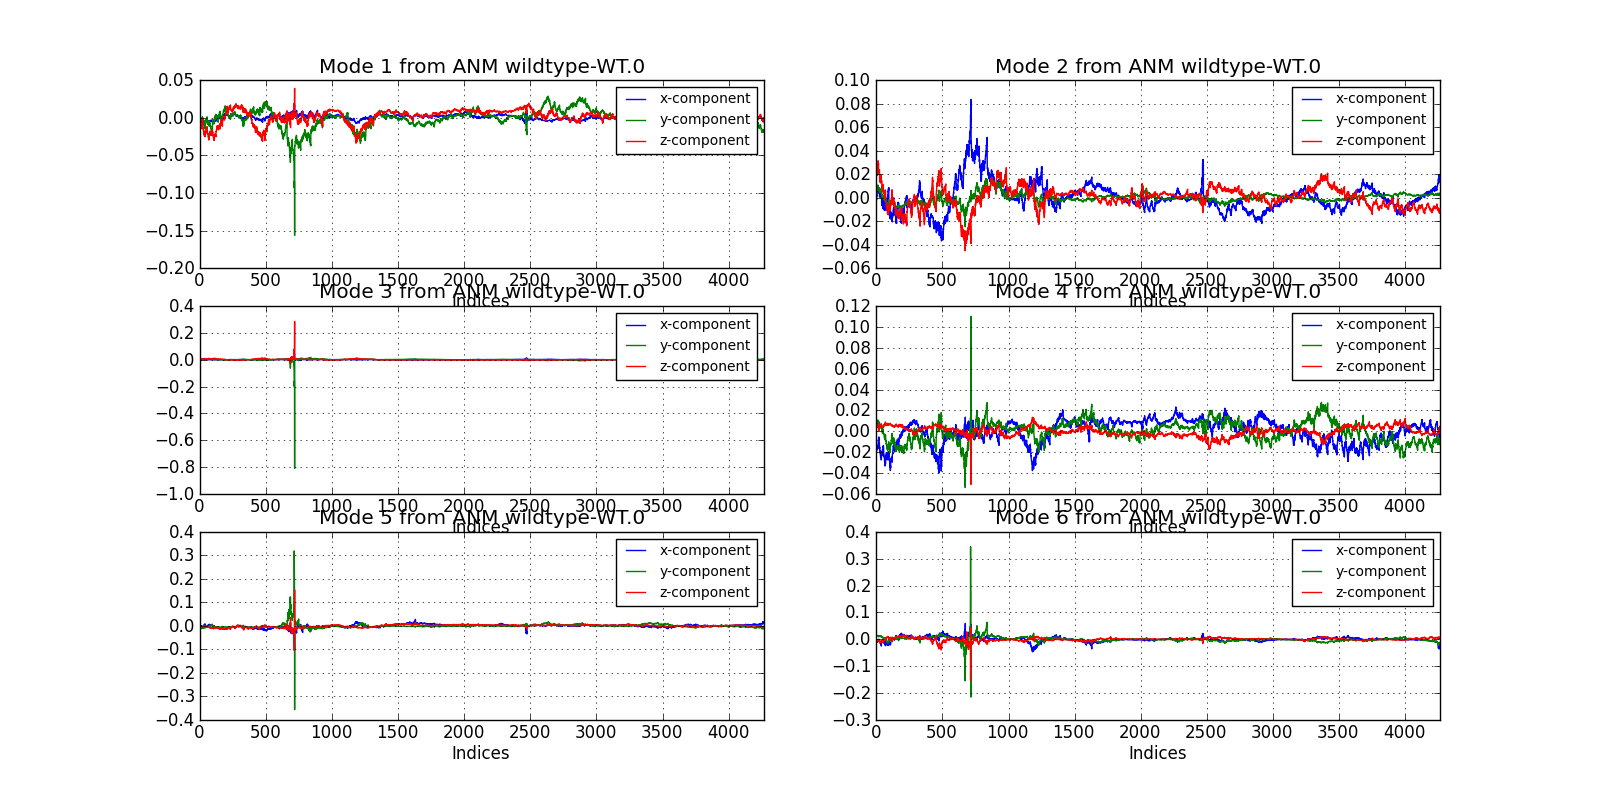 Mode 1 from ANM wildtype-WT.0
0.05
0.00
−0.05
−0.10
−0.15
−0.20
x-component
y-component
z-component
0 500 1000 1500 2000 2500 3000 3500 4000
Indices
Mode 2 from ANM wildtype-WT.0
0.10
0.08
0.06
0.04
0.02
0.00
−0.02
−0.04
−0.06
x-component
y-component
z-component
0 500 1000 1500 2000 2500 3000 3500 4000
Indices
Mode 3 from ANM wildtype-WT.0
0.4
0.2
0.0
−0.2
−0.4
−0.6
−0.8
−1.0
x-component
y-component
z-component
0 500 1000 1500 2000 2500 3000 3500 4000
Indices
Mode 4 from ANM wildtype-WT.0
0.12
0.10
0.08
0.06
0.04
0.02
0.00
−0.02
−0.04
−0.06
x-component
y-component
z-component
0 500 1000 1500 2000 2500 3000 3500 4000
Indices
Mode 5 from ANM wildtype-WT.0
0.4
0.3
0.2
0.1
0.0
−0.1
−0.2
−0.3
−0.4
x-component
y-component
z-component
0 500 1000 1500 2000 2500 3000 3500 4000
Indices
Mode 6 from ANM wildtype-WT.0
0.4
0.3
0.2
0.1
0.0
−0.1
−0.2
−0.3
x-component
y-component
z-component
0 500 1000 1500 2000 2500 3000 3500 4000
Indices